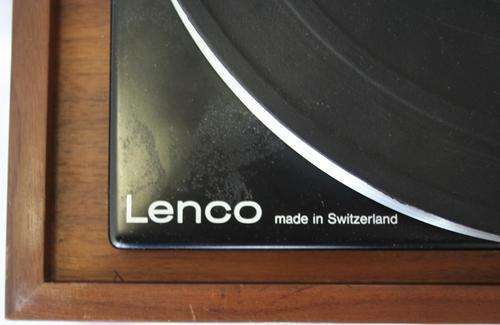 Lenco made in Switzerland